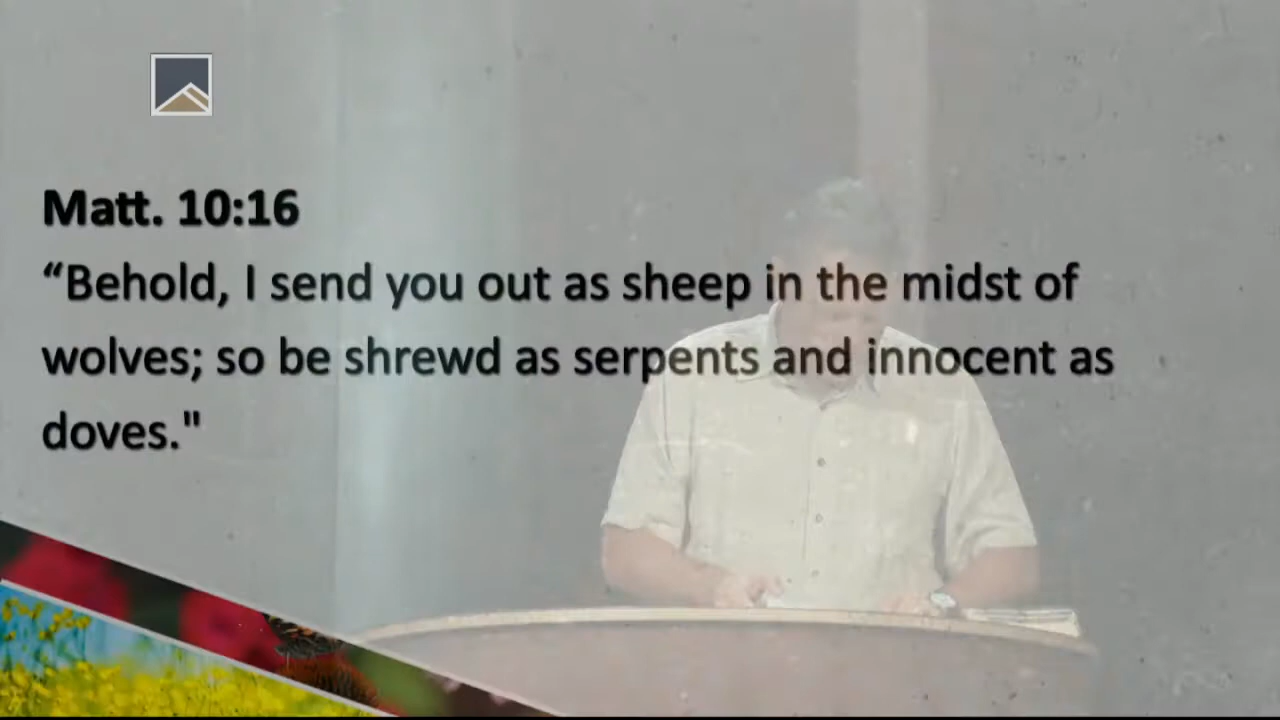 Matt. 10:16
“Behold, I send you out as sheep in the midst of
wolves; so be shrewd as serpents and innocent as
doves."